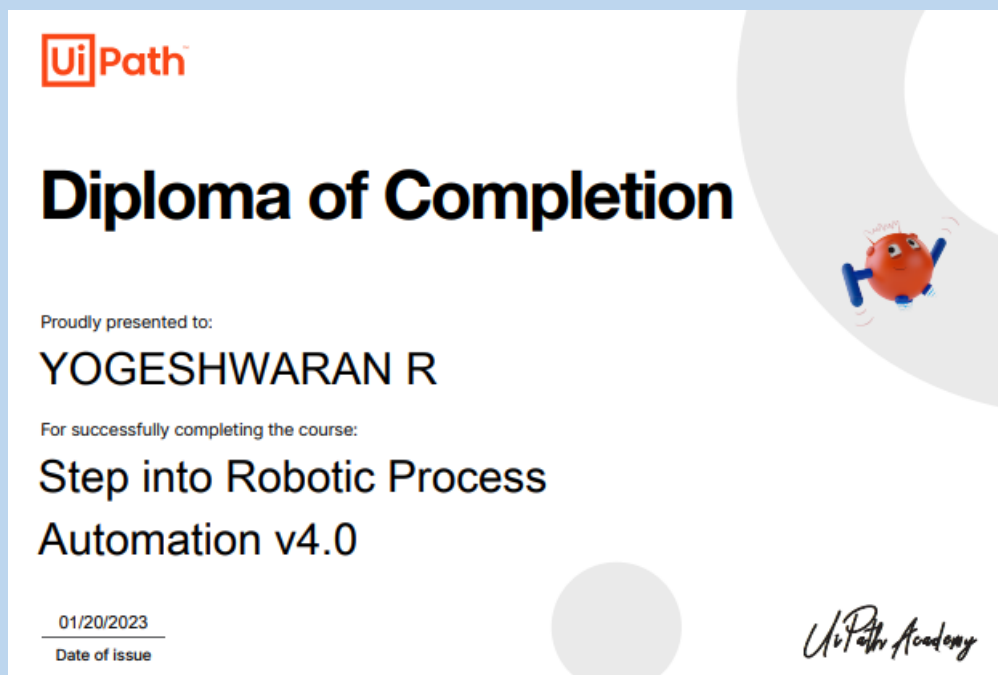 UiPath™
Diploma of Completion
Proudly presented to:
YOGESHWARAN R
For successfully completing the course:
Step into Robotic Process
Automation v4.0
01/20/2023
Date of issue
UiPath Academy